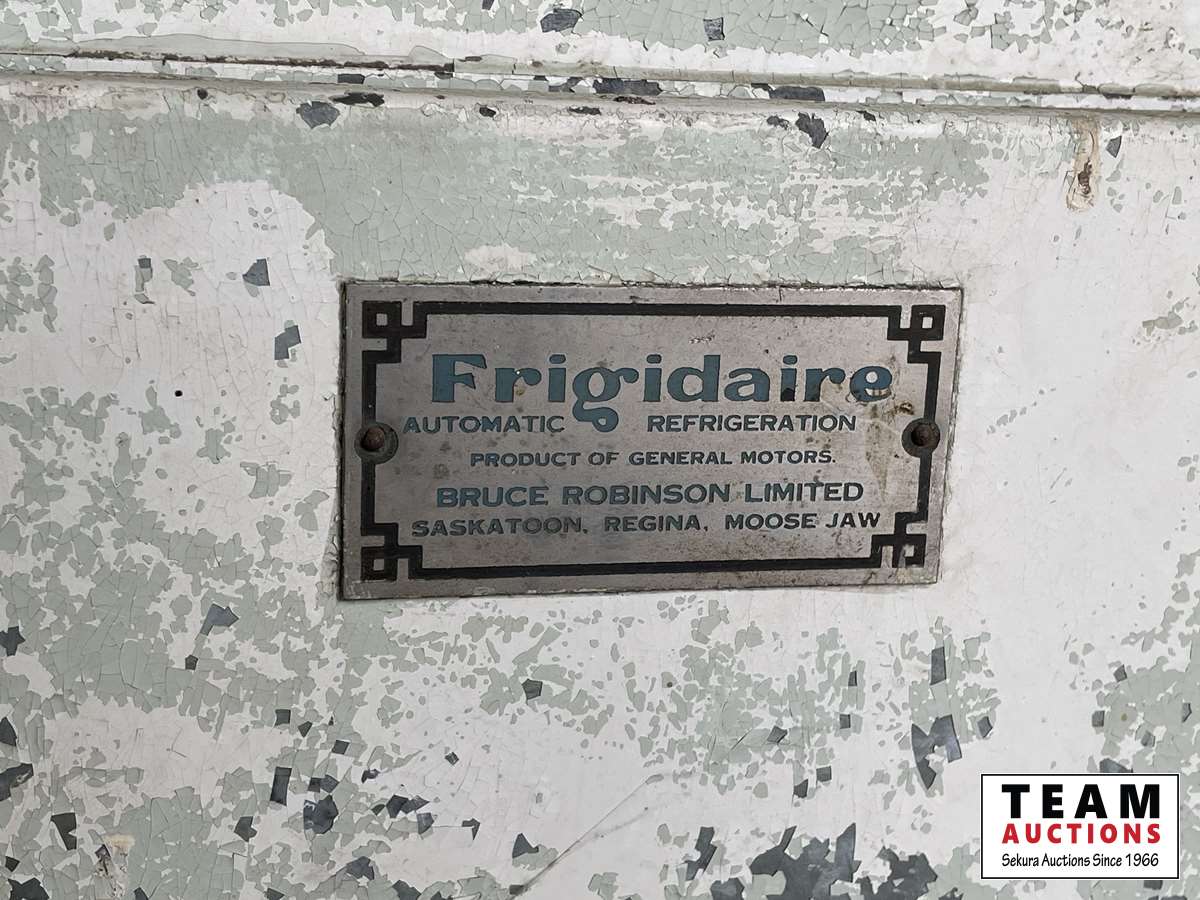 Frigidaire
AUTOMATIC REFRIGERATION
PRODUCT OF GENERAL MOTORS.
BRUCE ROBINSON LIMITED
SASKATOON, REGINA, MOOSE JAW
TEAM
AUCTIONS
Sekura Auctions Since 1966